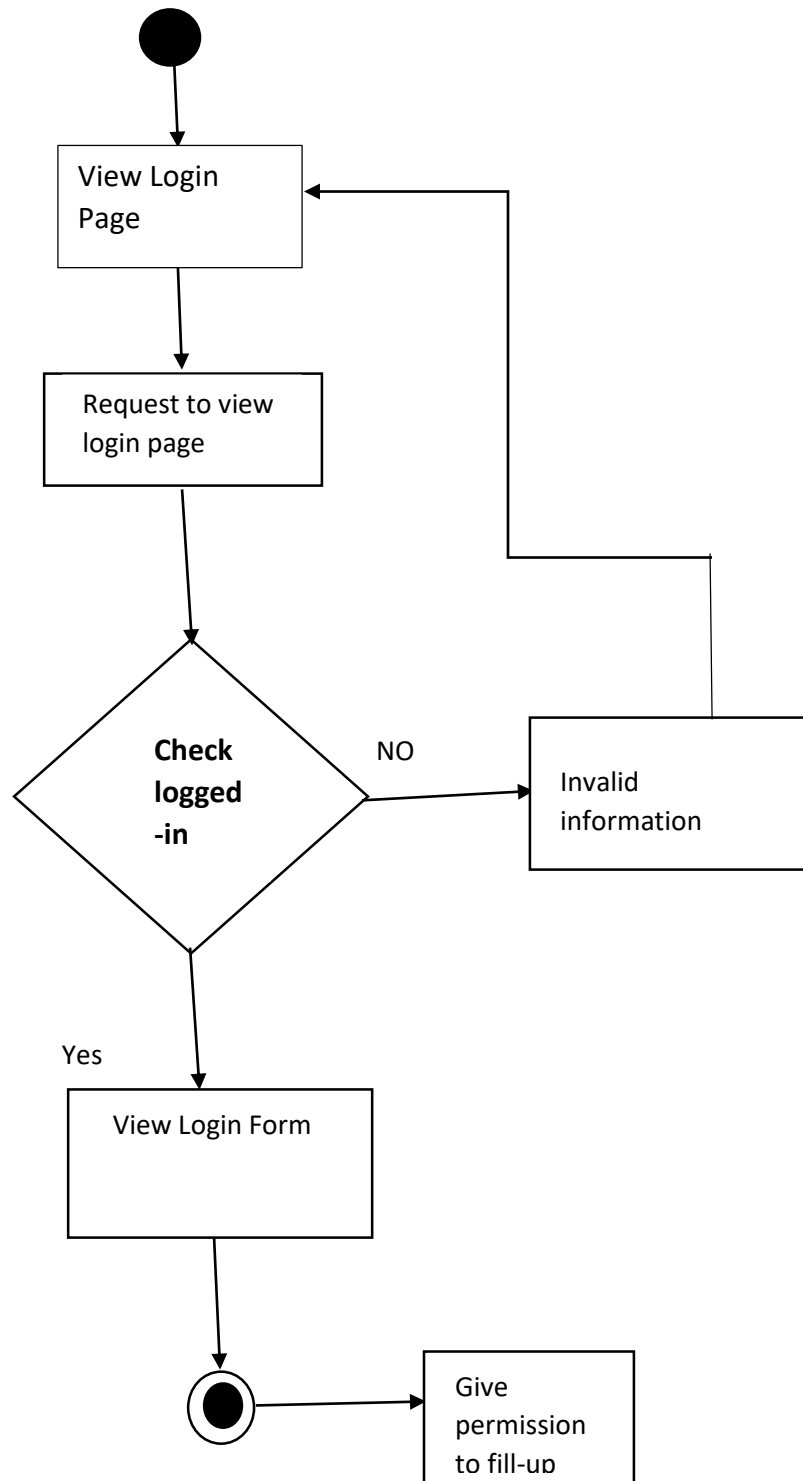 View Login
Page
Request to view
login page
Check
logged
-in
NO
Invalid
information
Yes
View Login Form
Give
permission
to fill-up